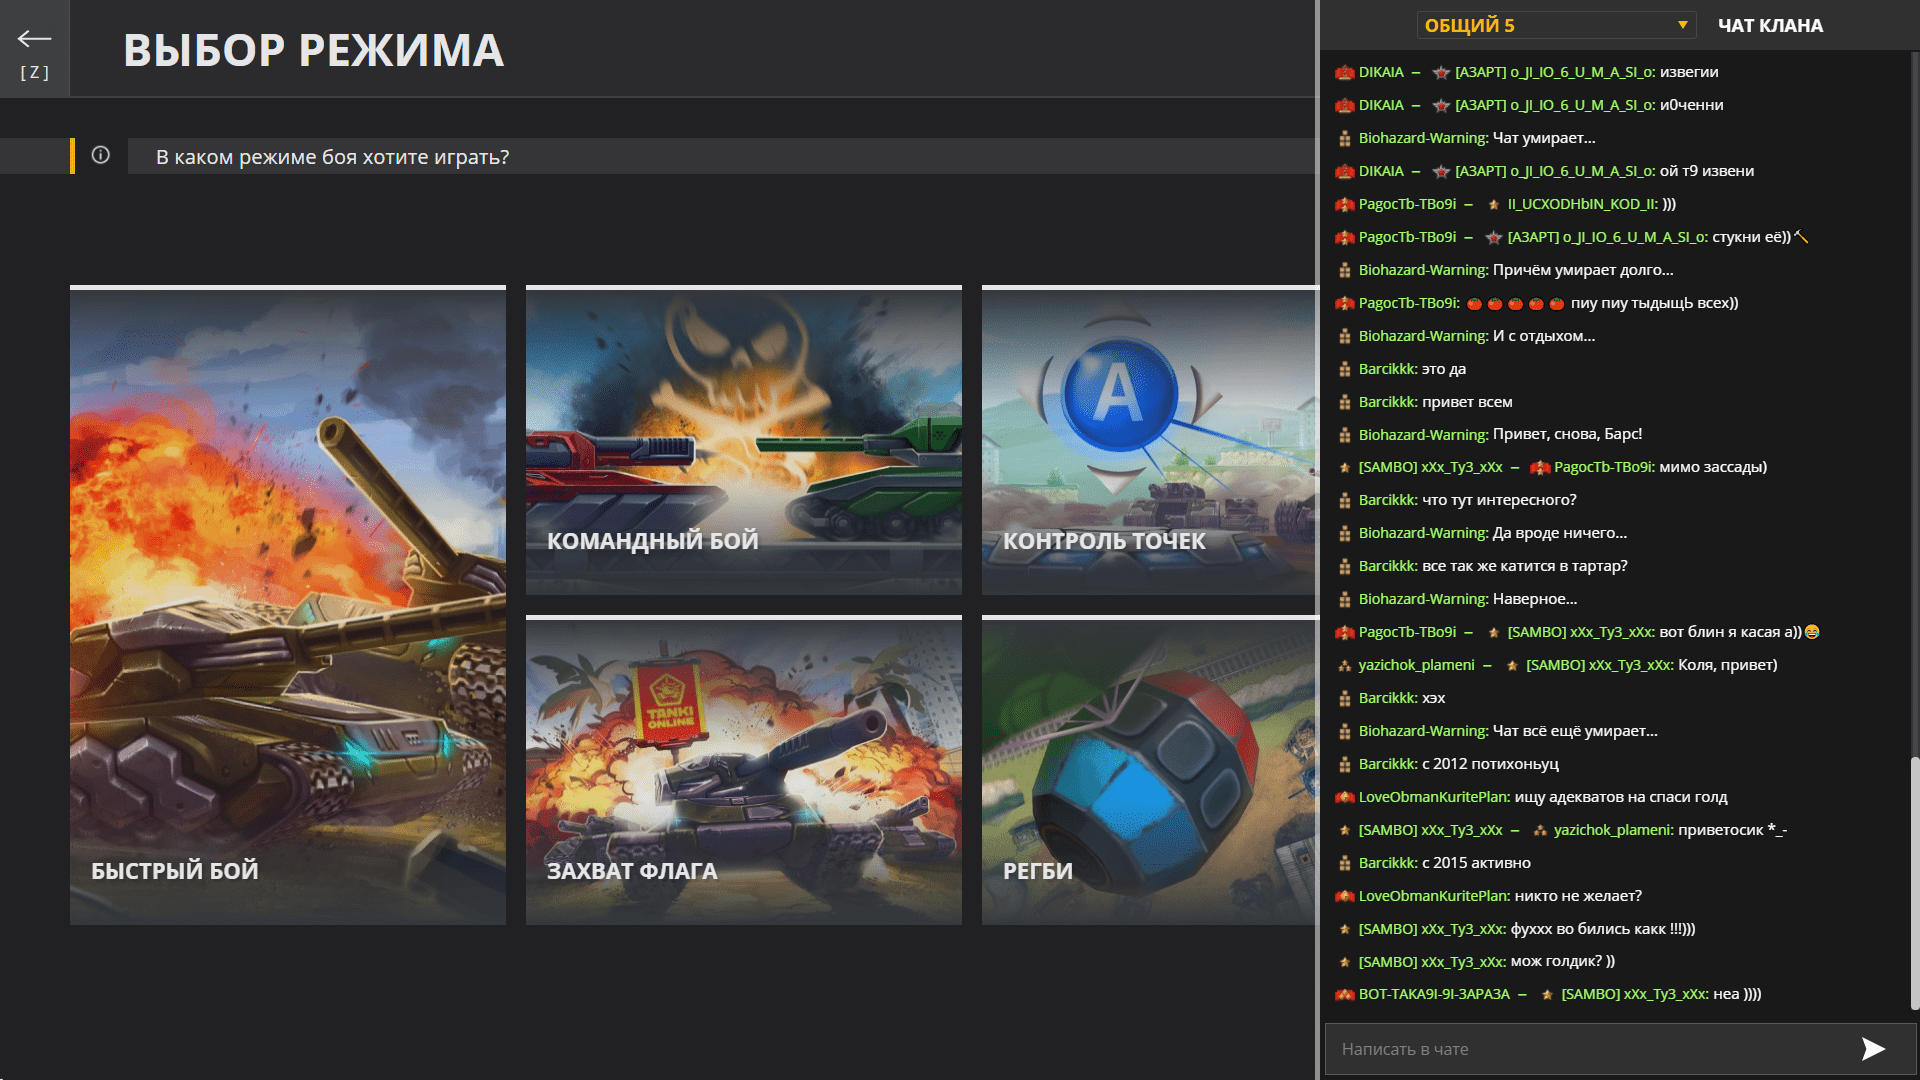 [ Z ]
ВЫБОР РЕЖИМА
В каком режиме боя хотите играть?
БЫСТРЫЙ БОЙ
КОМАНДНЫЙ БОЙ
A
КОНТРОЛЬ ТОЧЕК
TANKI
ONLINE
ЗАХВАТ ФЛАГА
РЕГБИ
ОБЩИЙ 5
ЧАТ КЛАНА
DIKAIA – [A3APT] o_JI_IO_6_U_M_A_SI_o: извегии
DIKAIA – [A3APT] o_JI_IO_6_U_M_A_SI_o: и0ченни
Biohazard-Warning: Чат умирает...
DIKAIA – [A3APT] o_JI_IO_6_U_M_A_SI_o: ой т9 извени
PagocTb-TBo9i – II_UCXODHbIN_KOD_II: )))
PagocTb-TBo9i – [A3APT] o_JI_IO_6_U_M_A_SI_o: стукни её))🔨
Biohazard-Warning: Причём умирает долго...
PagocTb-TBo9i: 🍅 🍅 🍅 🍅 🍅 пиу пиу тыдыщЬ всех))
Biohazard-Warning: И с отдыхом...
Barcikkk: это да
Barcikkk: привет всем
Biohazard-Warning: Привет, снова, Барс!
[SAMBO] xXx_Ty3_xXx – PagocTb-TBo9i: мимо зассады)
Barcikkk: что тут интересного?
Biohazard-Warning: Да вроде ничего...
Barcikkk: все так же катится в тартар?
Biohazard-Warning: Наверное...
PagocTb-TBo9i – [SAMBO] xXx_Ty3_xXx: вот блин я касая а))😂
yazichok_plameni – [SAMBO] xXx_Ty3_xXx: Коля, привет)
Barcikkk: хэх
Biohazard-Warning: Чат всё ещё умирает...
Barcikkk: с 2012 потихоньуц
LoveObmanKuritePlan: ищу адекватов на спаси голд
[SAMBO] xXx_Ty3_xXx – yazichok_plameni: приветосик *_-
Barcikkk: с 2015 активно
LoveObmanKuritePlan: никто не желает?
[SAMBO] xXx_Ty3_xXx: фуххх во бились какк !!!)))
[SAMBO] xXx_Ty3_xXx: мож голдик? ))
BOT-TAKA9I-9I-3APA3A – [SAMBO] xXx_Ty3_xXx: неа ))))
Написать в чате